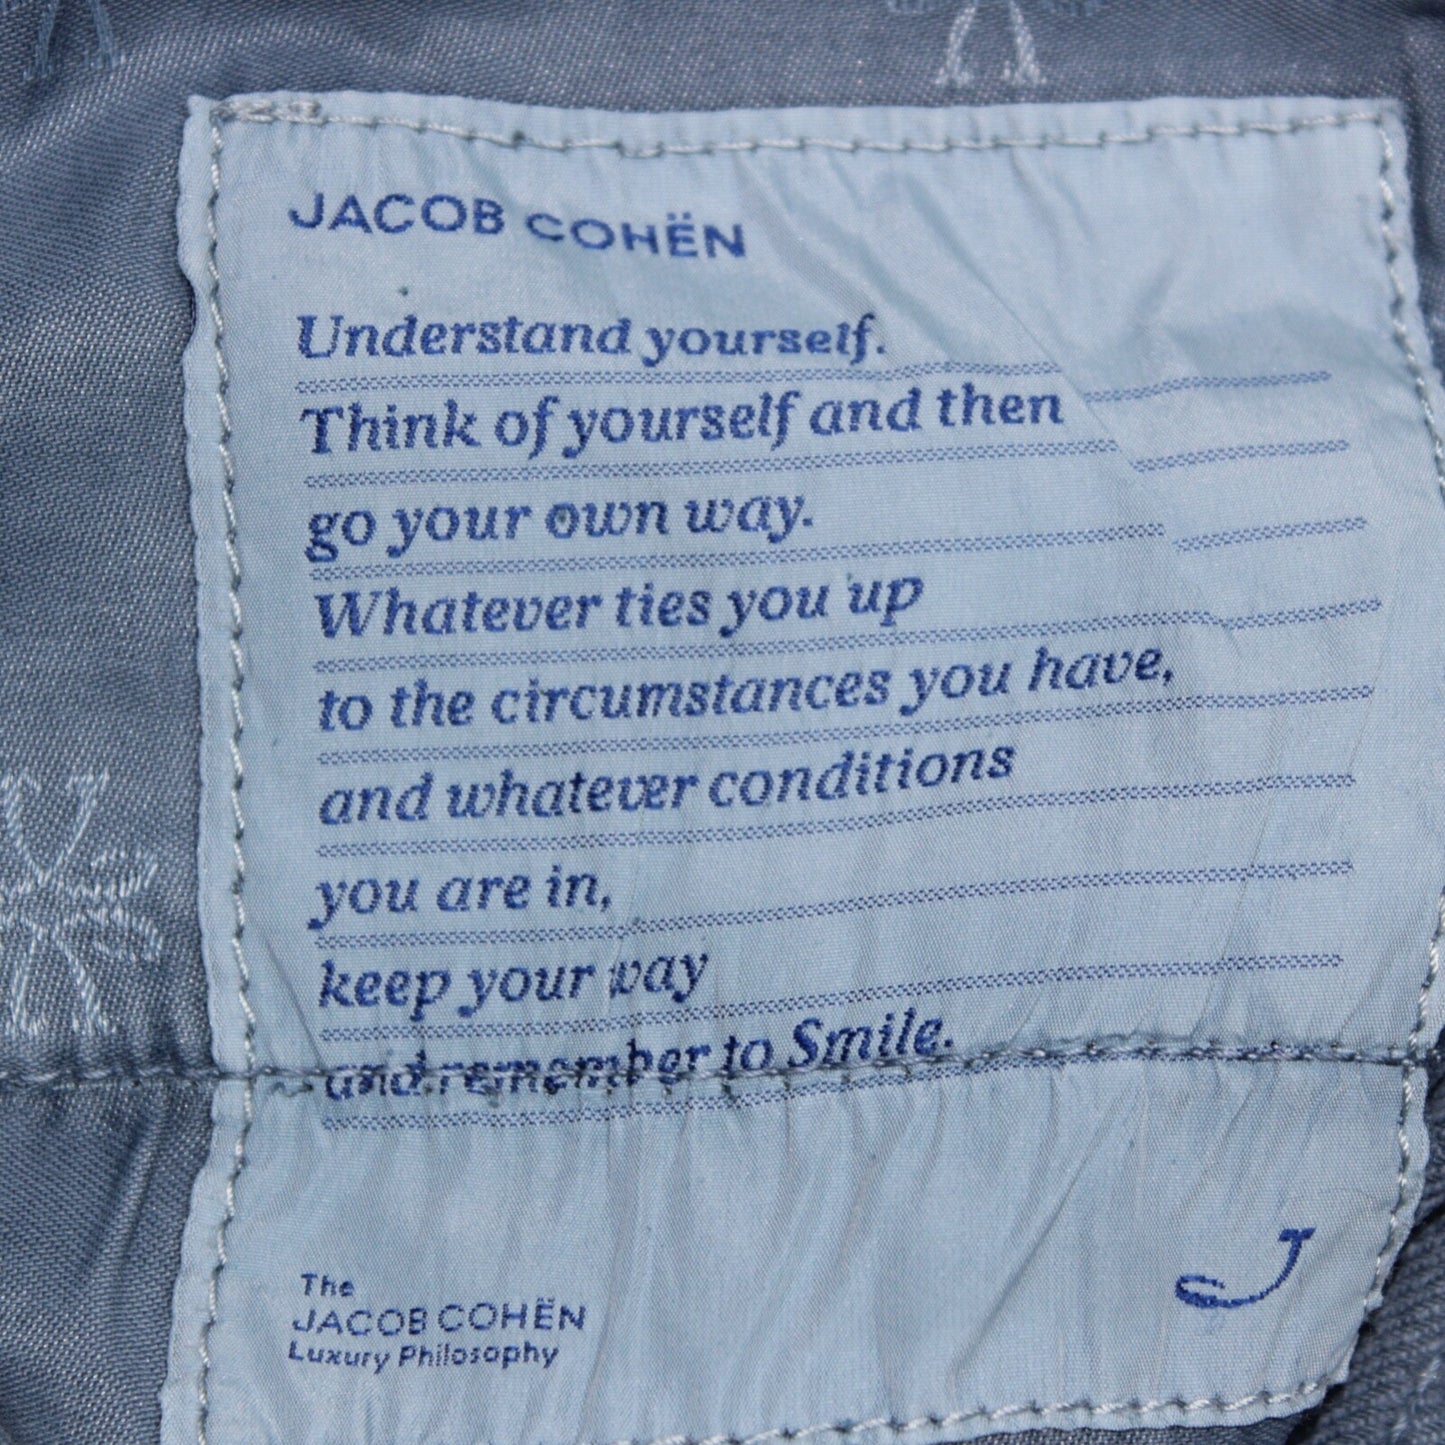 JACOB COHËN
Understand yourself.
Think of yourself and then
go your own way.
Whatever ties you up
to the circumstances you have,
and whatever conditions
you are in,
keep your way
and remember to Smile.
The
JACOB COHËN
Luxury Philosophy
J